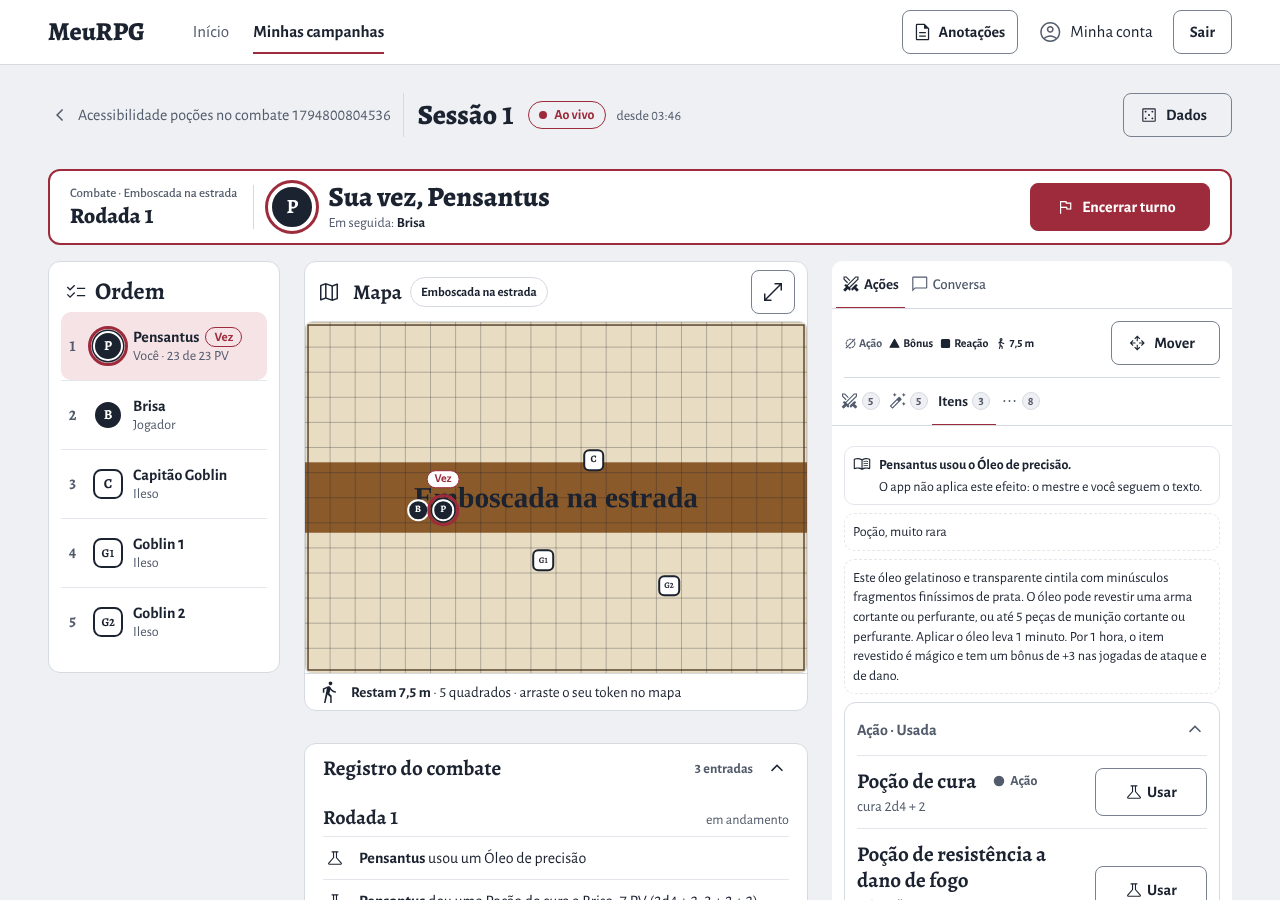 MeuRPG
Início
Minhas campanhas
Anotações
Minha conta
Sair
Acessibilidade poções no combate 1794800804536
Sessão 1
Ao vivo
desde 03:46
Dados
Combate · Emboscada na estrada
Rodada 1
P
Sua vez, Pensantus
Em seguida: Brisa
Encerrar turno
Ordem
1
P
Pensantus
Vez
Você · 23 de 23 PV
2
B
Brisa
Jogador
3
C
Capitão Goblin
Ileso
4
G1
Goblin 1
Ileso
5
G2
Goblin 2
Ileso
Mapa
Emboscada na estrada
C
Vez
Emboscada na estrada
B
P
G1
G2
Restam 7,5 m · 5 quadrados · arraste o seu token no mapa
Registro do combate
3 entradas
Rodada 1
em andamento
Pensantus usou um Óleo de precisão
Ações
Conversa
Ação
Bônus
Reação
7,5 m
Mover
5
5
Itens
3
8
Pensantus usou o Óleo de precisão.
O app não aplica este efeito: o mestre e você seguem o texto.
Poção, muito rara
Este óleo gelatinoso e transparente cintila com minúsculos
fragmentos finíssimos de prata. O óleo pode revestir uma arma
cortante ou perfurante, ou até 5 peças de munição cortante ou
perfurante. Aplicar o óleo leva 1 minuto. Por 1 hora, o item
revestido é mágico e tem um bônus de +3 nas jogadas de ataque e
de dano.
Ação · Usada
Poção de cura
Ação
cura 2d4 + 2
Usar
Poção de resistência a
dano de fogo
Usar